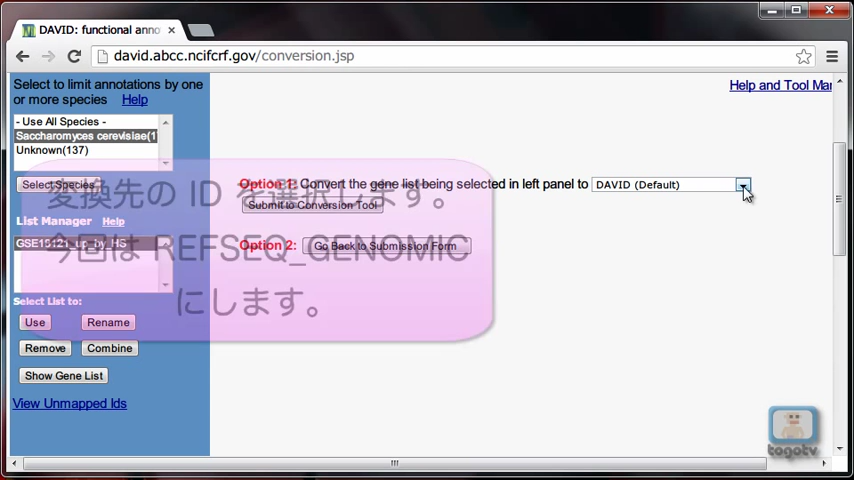 DAVID: functional anno
david.abcc.ncifcrf.gov/conversion.jsp
Select to limit annotations by one
or more species Help
- Use All Species -
Saccharomyces cerevisiae(1
Unknown(137)
Select Species
List Manager Help
GSE15121_up_by_HS
Select List to:
Use Rename
Remove Combine
Show Gene List
View Unmapped Ids
Help and Tool Man
Option 1: Convert the gene list being selected in left panel to DAVID (Default)
Submit to Conversion Tool
Option 2: Go Back to Submission Form
変換先の ID を選択します。
今回は REFSEQ_GENOMIC
にします。
togotv